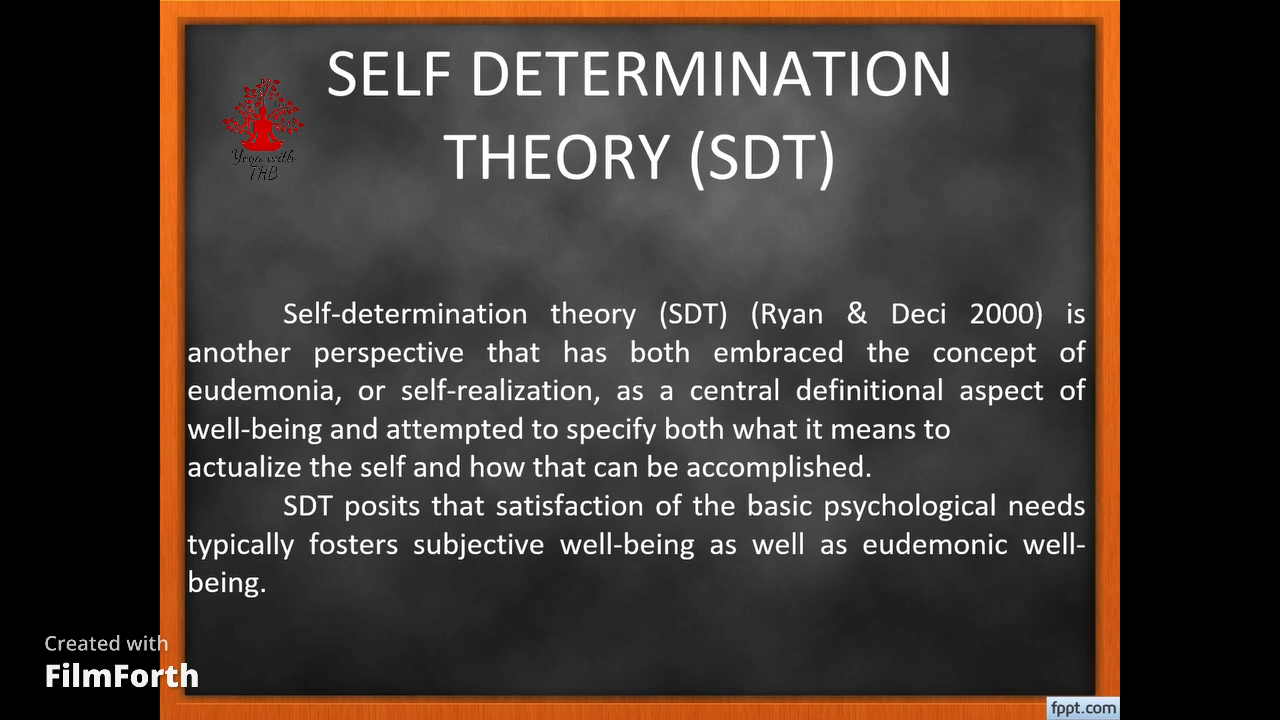 SELF DETERMINATION
THEORY (SDT)
Yoga with
THB
Self-determination theory (SDT) (Ryan & Deci 2000) is
another perspective that has both embraced the concept of
eudemonia, or self-realization, as a central definitional aspect of
well-being and attempted to specify both what it means to
actualize the self and how that can be accomplished.
SDT posits that satisfaction of the basic psychological needs
typically fosters subjective well-being as well as eudemonic well-
being.
Created with
FilmForth
fppt.com